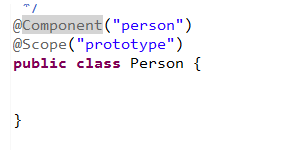 */
@Component("person")
@Scope("prototype")
public class Person {
}